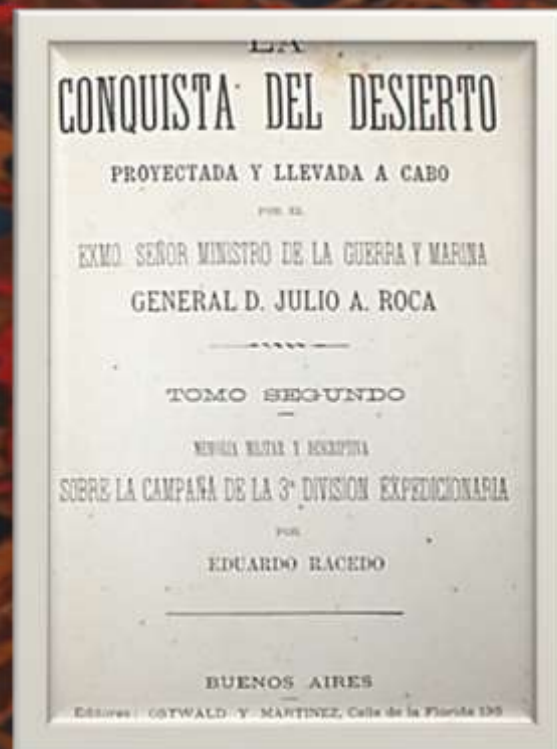 LA
CONQUISTA DEL DESIERTO
PROYECTADA Y LLEVADA A CABO
POR EL
EXMO. SEÑOR MINISTRO DE LA GUERRA Y MARINA
GENERAL D. JULIO A. ROCA
TOMO SEGUNDO
MEMORIA MILITAR Y DESCRIPTIVA
SOBRE LA CAMPAÑA DE LA 3ª DIVISION EXPEDICIONARIA
POR
EDUARDO RACEDO
BUENOS AIRES
Editores: OSTWALD Y MARTINEZ, Calle de la Florida